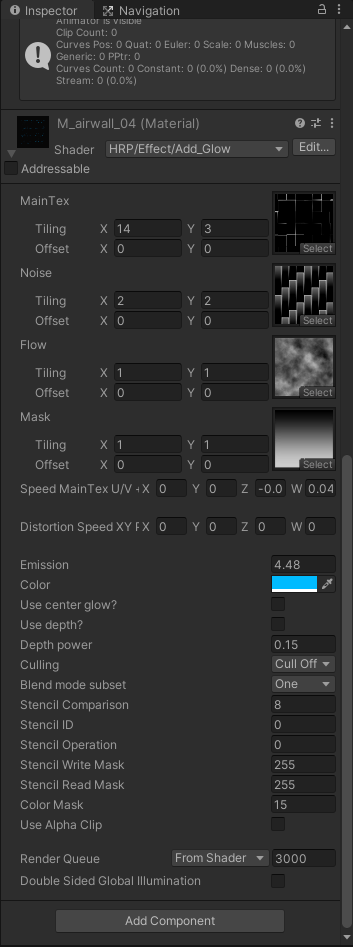 Inspector Navigation
Animator is visible
Clip Count: 0
Curves Pos: 0 Quat: 0 Euler: 0 Scale: 0 Muscles: 0
Generic: 0 PPtr: 0
Curves Count: 0 Constant: 0 (0.0%) Dense: 0 (0.0%)
Stream: 0 (0.0%)
M_airwall_04 (Material)
Shader HRP/Effect/Add_Glow Edit...
Addressable
MainTex
Tiling X 14 Y 3
Offset X 0 Y 0 Select
Noise
Tiling X 2 Y 2
Offset X 0 Y 0 Select
Flow
Tiling X 1 Y 1
Offset X 0 Y 0 Select
Mask
Tiling X 1 Y 1
Offset X 0 Y 0 Select
Speed MainTex U/V + X 0 Y 0 Z -0.0 W 0.04
Distortion Speed XY F X 0 Y 0 Z 0 W 0
Emission 4.48
Color
Use center glow?
Use depth?
Depth power 0.15
Culling Cull Off
Blend mode subset One
Stencil Comparison 8
Stencil ID 0
Stencil Operation 0
Stencil Write Mask 255
Stencil Read Mask 255
Color Mask 15
Use Alpha Clip
Render Queue From Shader 3000
Double Sided Global Illumination
Add Component